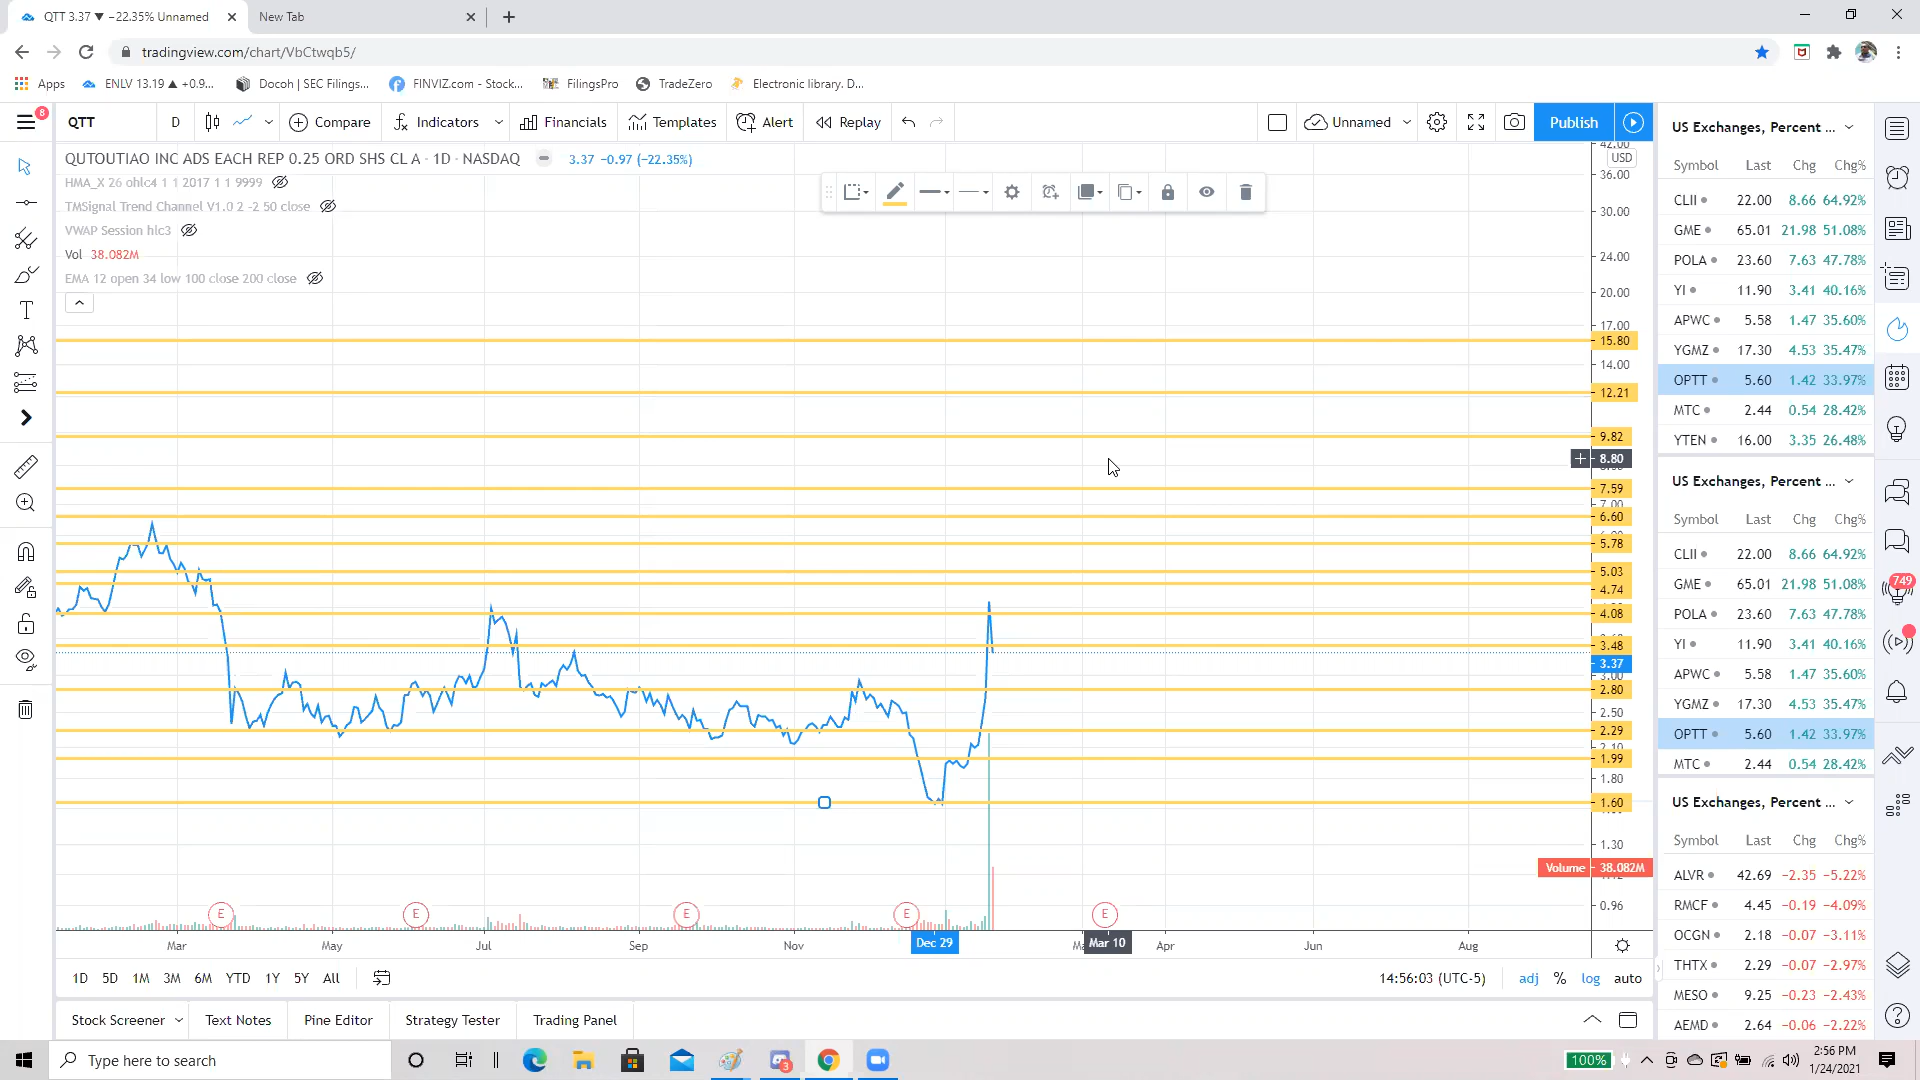 QTT 3.37 ▼ −22.35% Unnamed
New Tab
tradingview.com/chart/VbCtwqb5/
Apps
ENLV 13.19 ▲ +0.9...
Docoh | SEC Filings...
FINVIZ.com - Stock...
FilingsPro
TradeZero
Electronic library. D...
8
QTT
D
Compare
Indicators
Financials
Templates
Alert
Replay
Unnamed
Publish
QUTOUTIAO INC ADS EACH REP 0.25 ORD SHS CL A · 1D · NASDAQ
3.37 −0.97 (−22.35%)
HMA_X 26 ohlc4 1 1 2017 1 1 9999
TMSignal Trend Channel V1.0 2 -2 50 close
VWAP Session hlc3
Vol 38.082M
EMA 12 open 34 low 100 close 200 close
42.00
USD
36.00
30.00
24.00
20.00
17.00
15.80
14.00
12.21
9.82
8.80
7.59
7.00
6.60
5.78
5.03
4.74
4.08
3.48
3.37
3.00
2.80
2.50
2.29
2.10
1.99
1.80
1.60
1.30
Volume 38.082M
0.96
E
E
E
E
E
Mar
May
Jul
Sep
Nov
Dec 29
Mar 10
Apr
Jun
Aug
1D 5D 1M 3M 6M YTD 1Y 5Y All
14:56:03 (UTC-5)
adj % log auto
Stock Screener
Text Notes
Pine Editor
Strategy Tester
Trading Panel
US Exchanges, Percent ...
Symbol Last Chg Chg%
CLII 22.00 8.66 64.92%
GME 65.01 21.98 51.08%
POLA 23.60 7.63 47.78%
YI 11.90 3.41 40.16%
APWC 5.58 1.47 35.60%
YGMZ 17.30 4.53 35.47%
OPTT 5.60 1.42 33.97%
MTC 2.44 0.54 28.42%
YTEN 16.00 3.35 26.48%
US Exchanges, Percent ...
Symbol Last Chg Chg%
CLII 22.00 8.66 64.92%
GME 65.01 21.98 51.08%
POLA 23.60 7.63 47.78%
YI 11.90 3.41 40.16%
APWC 5.58 1.47 35.60%
YGMZ 17.30 4.53 35.47%
OPTT 5.60 1.42 33.97%
MTC 2.44 0.54 28.42%
US Exchanges, Percent ...
Symbol Last Chg Chg%
ALVR 42.69 −2.35 −5.22%
RMCF 4.45 −0.19 −4.09%
OCGN 2.18 −0.07 −3.11%
THTX 2.29 −0.07 −2.97%
MESO 9.25 −0.23 −2.43%
AEMD 2.64 −0.06 −2.22%
749
Type here to search
3
100%
2:56 PM
1/24/2021